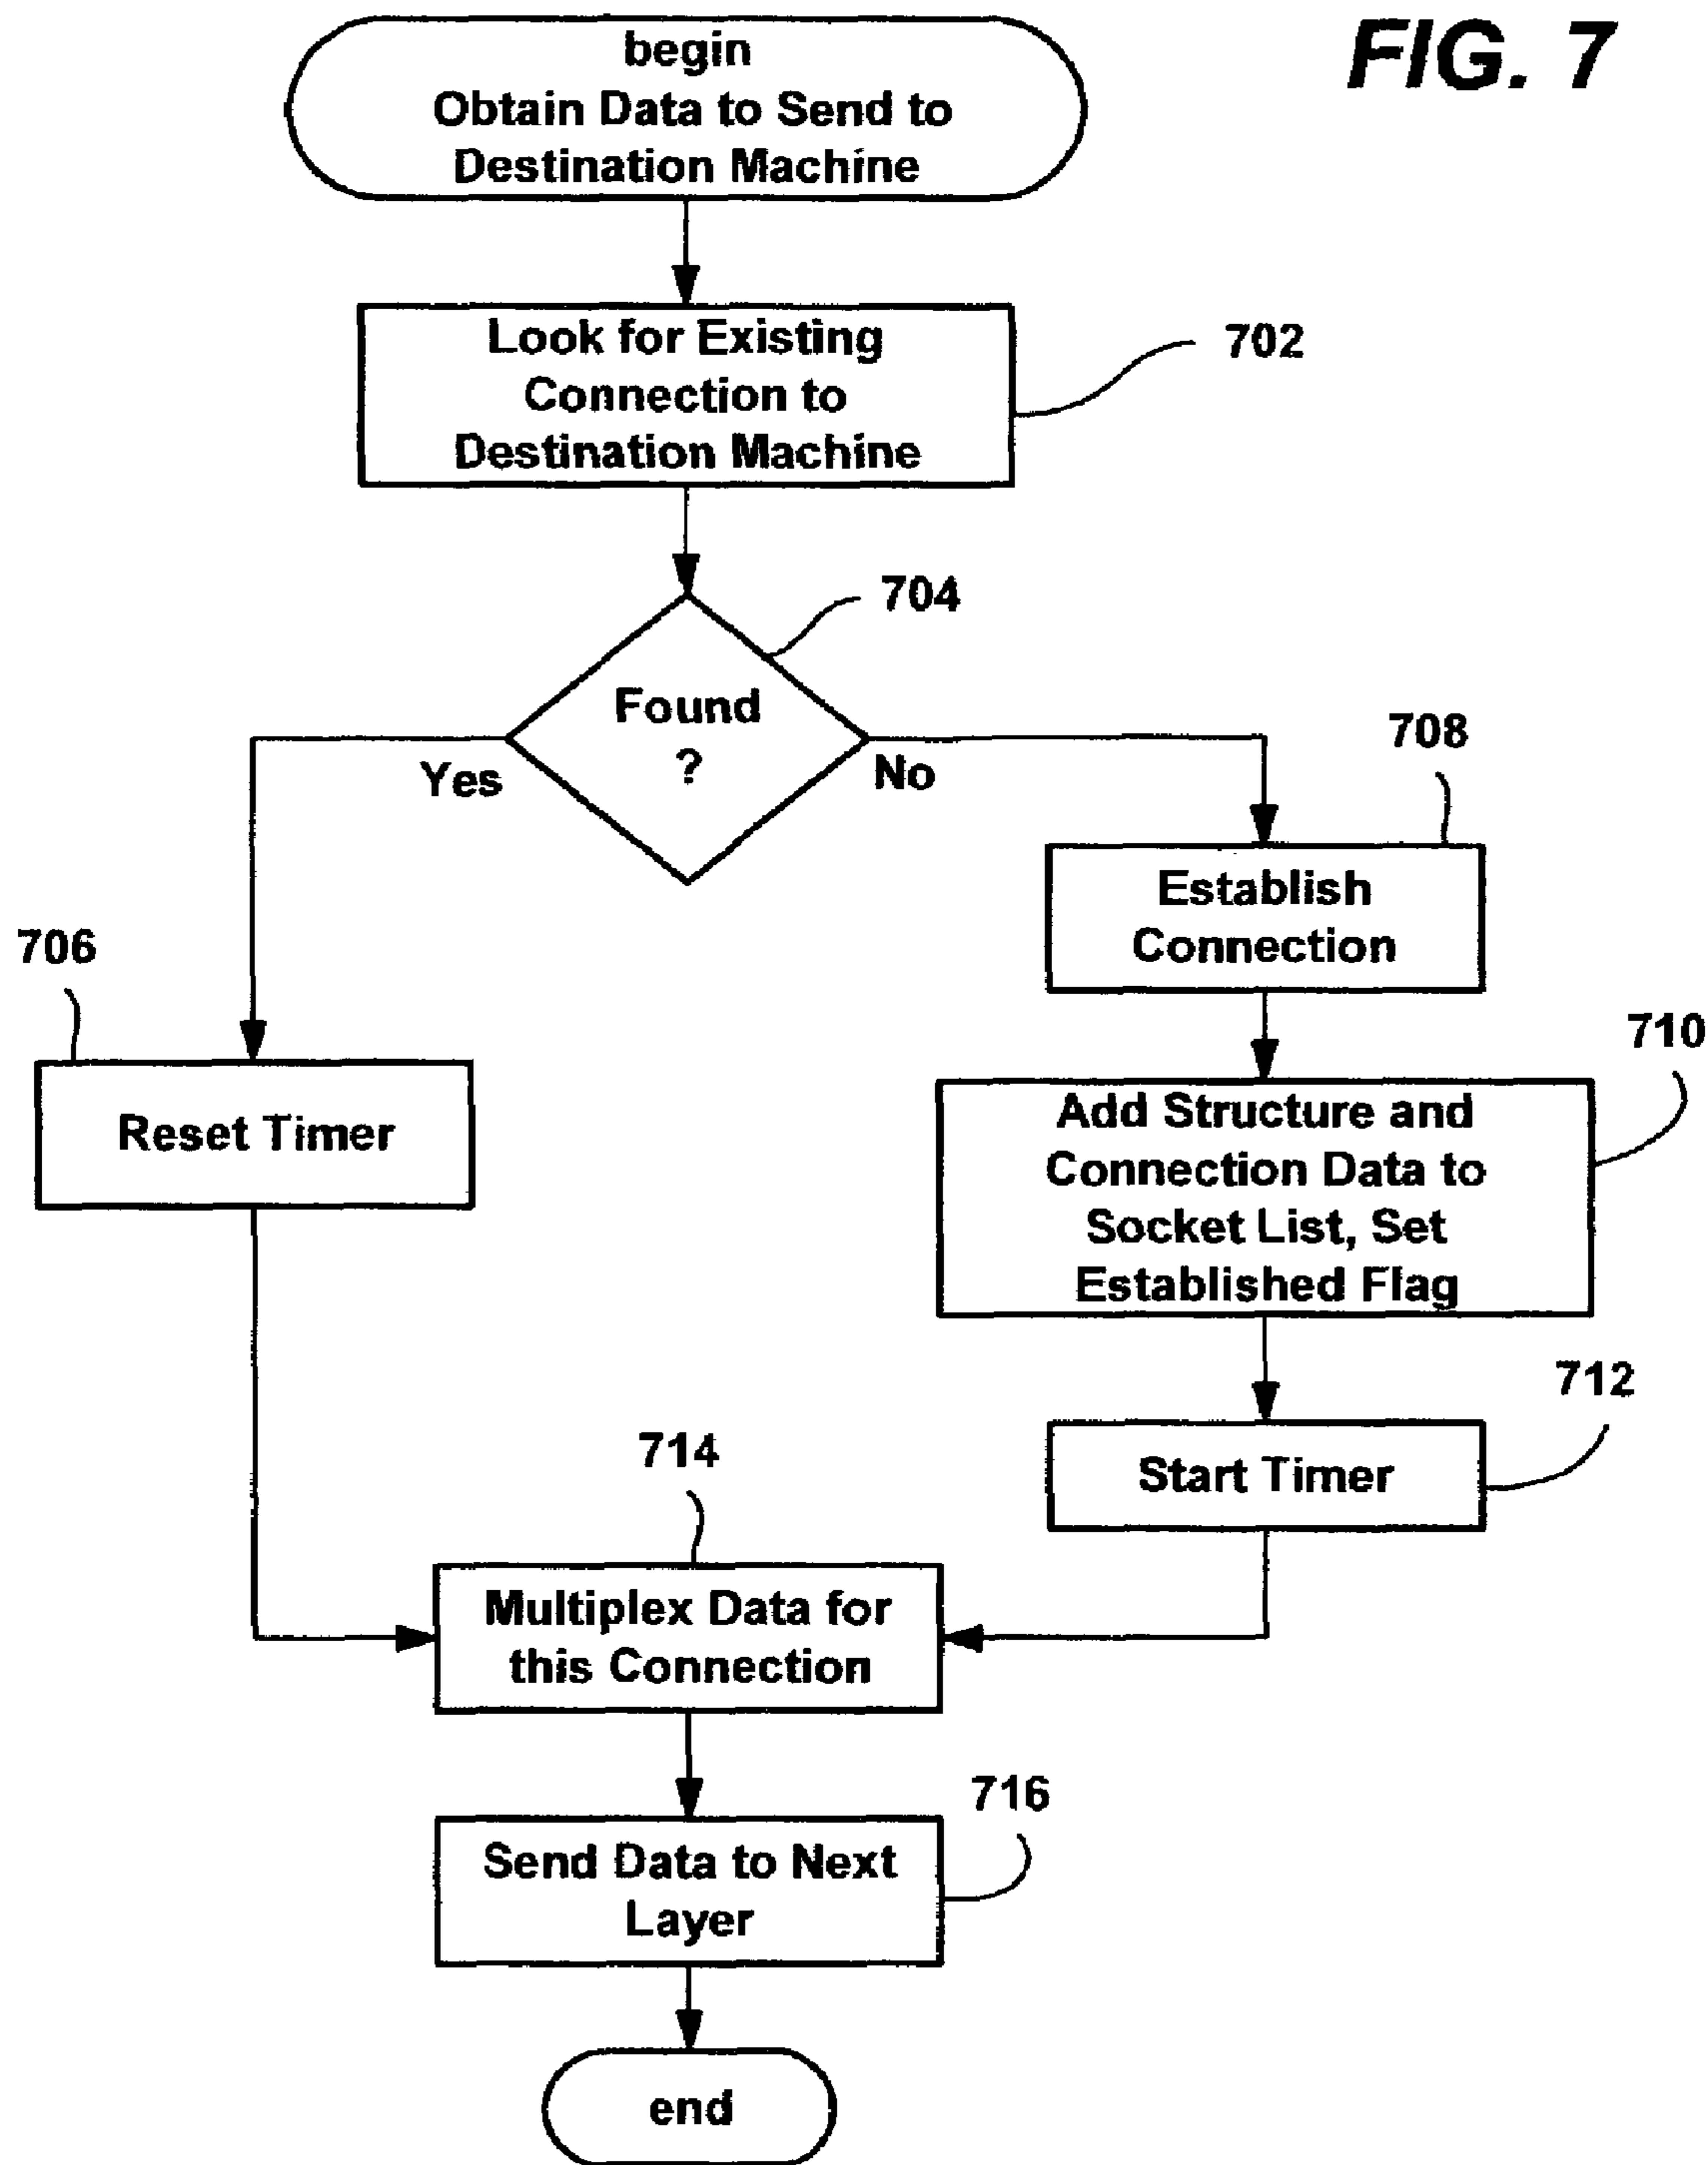 FIG. 7
begin
Obtain Data to Send to
Destination Machine
Look for Existing
Connection to
Destination Machine
702
704
Found
?
Yes
No
708
Establish
Connection
706
Reset Timer
710
Add Structure and
Connection Data to
Socket List, Set
Established Flag
712
Start Timer
714
Multiplex Data for
this Connection
716
Send Data to Next
Layer
end